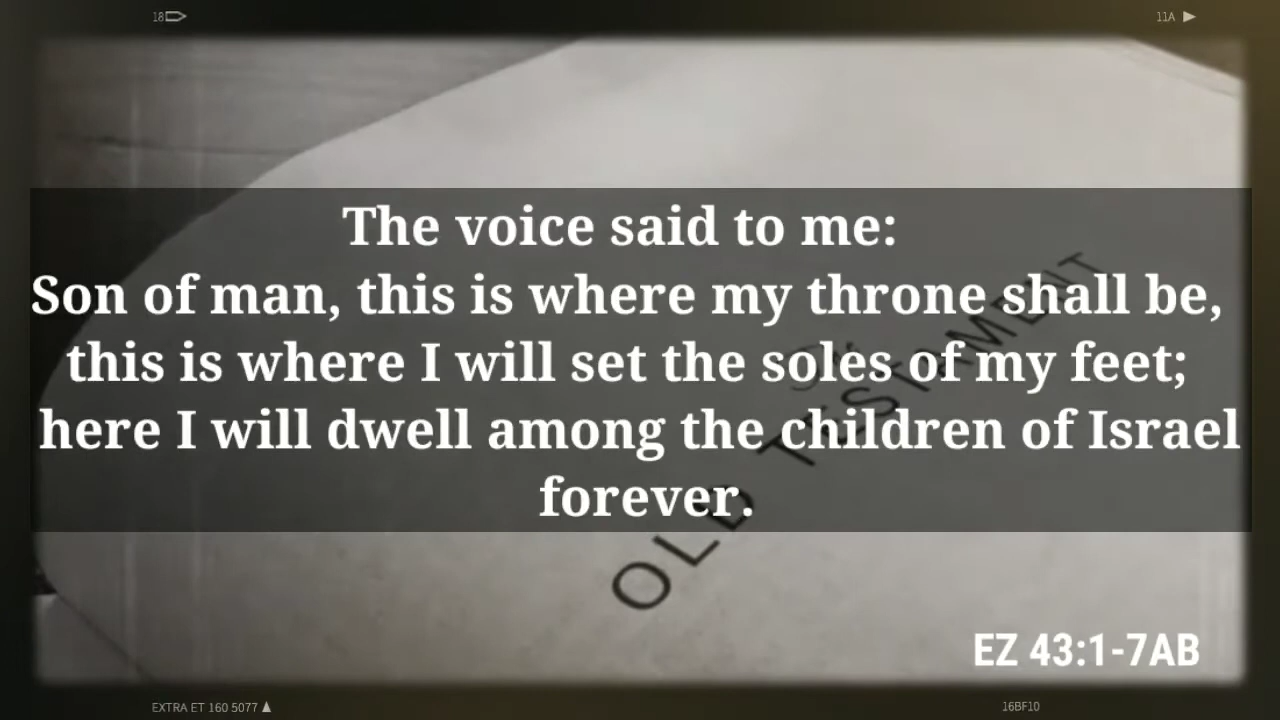 18
11A
The voice said to me:
Son of man, this is where my throne shall be,
this is where I will set the soles of my feet;
here I will dwell among the children of Israel
forever.
OLD TESTAMENT
EZ 43:1-7AB
EXTRA ET 160 5077
16BF10